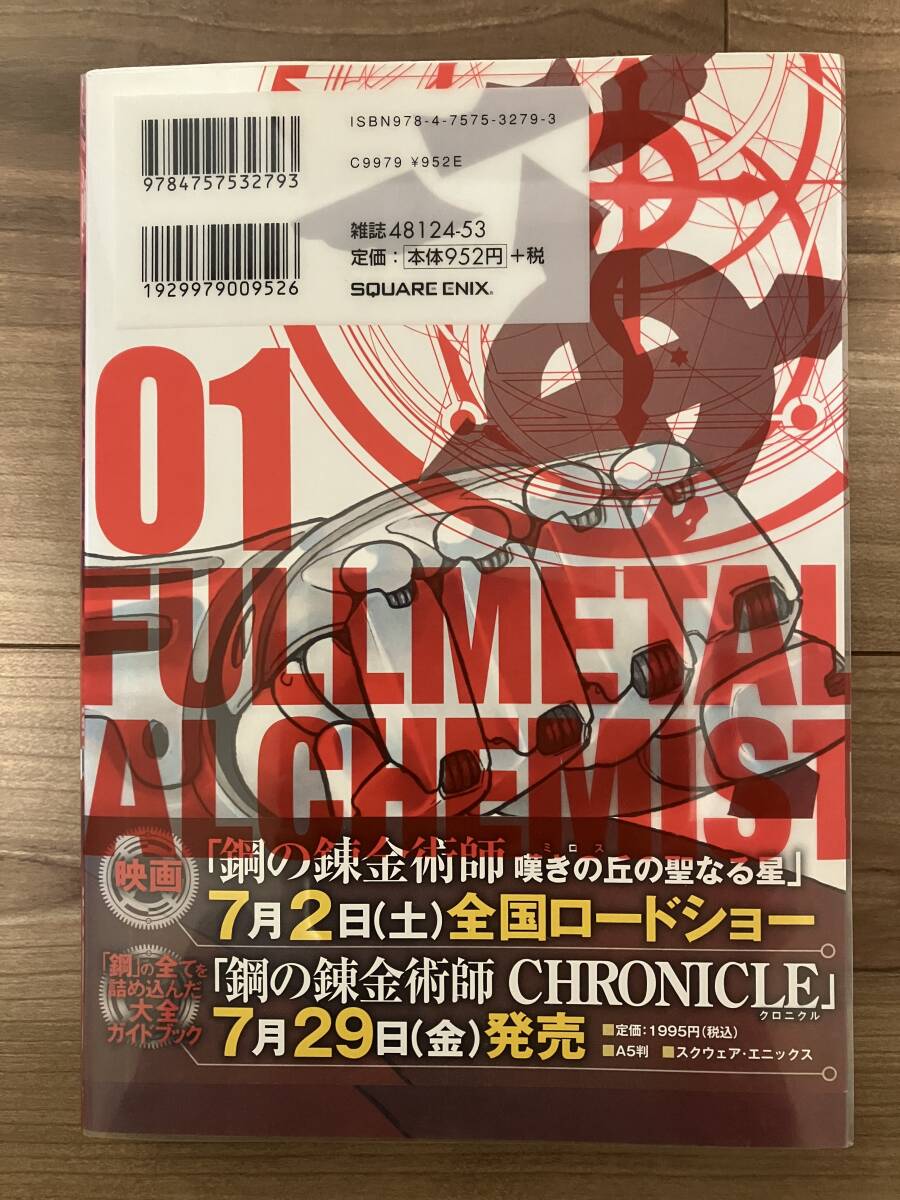 ISBN978-4-7575-3279-3
C9979 ¥952E
9784757532793
雑誌 48124-53
定価：本体952円+税
1929979009526
SQUARE ENIX®
01
FULLMETAL
ALCHEMIST
映画
「鋼の錬金術師 嘆きの丘の聖なる星」
ミロス
7月2日(土)全国ロードショー
「鋼」の全てを
詰め込んだ
大全
ガイドブック
「鋼の錬金術師 CHRONICLE」
クロニクル
7月29日(金)発売
■定価：1995円(税込)
■A5判 ■スクウェア・エニックス